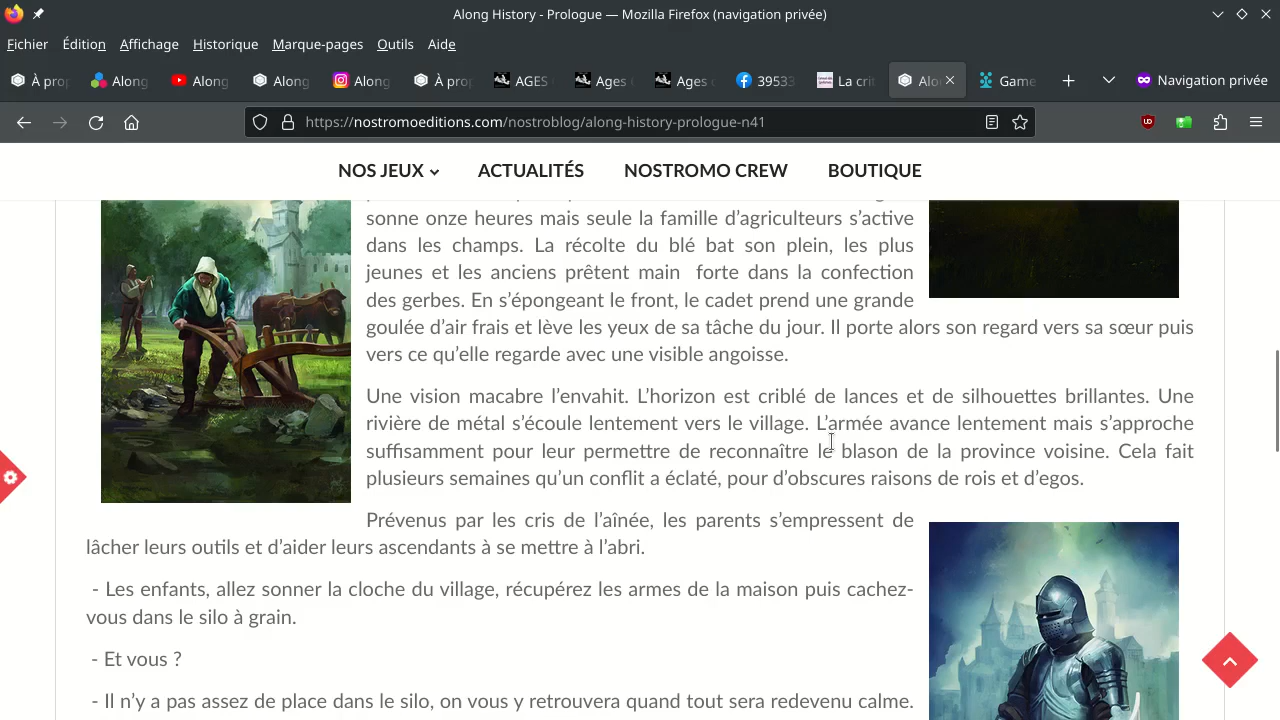 Along History - Prologue — Mozilla Firefox (navigation privée)
Fichier Édition Affichage Historique Marque-pages Outils Aide
À prop Along Along Along Along À prop AGES Ages Ages 39533 La crit Alo Game Navigation privée
https://nostromoeditions.com/nostroblog/along-history-prologue-n41
NOS JEUX ACTUALITÉS NOSTROMO CREW BOUTIQUE
sonne onze heures mais seule la famille d’agriculteurs s’active
dans les champs. La récolte du blé bat son plein, les plus
jeunes et les anciens prêtent main forte dans la confection
des gerbes. En s’épongeant le front, le cadet prend une grande
goulée d’air frais et lève les yeux de sa tâche du jour. Il porte alors son regard vers sa sœur puis
vers ce qu’elle regarde avec une visible angoisse.
Une vision macabre l’envahit. L’horizon est criblé de lances et de silhouettes brillantes. Une
rivière de métal s’écoule lentement vers le village. L’armée avance lentement mais s’approche
suffisamment pour leur permettre de reconnaître le blason de la province voisine. Cela fait
plusieurs semaines qu’un conflit a éclaté, pour d’obscures raisons de rois et d’egos.
Prévenus par les cris de l’aînée, les parents s’empressent de
lâcher leurs outils et d’aider leurs ascendants à se mettre à l’abri.
- Les enfants, allez sonner la cloche du village, récupérez les armes de la maison puis cachez-
vous dans le silo à grain.
- Et vous ?
- Il n’y a pas assez de place dans le silo, on vous y retrouvera quand tout sera redevenu calme.